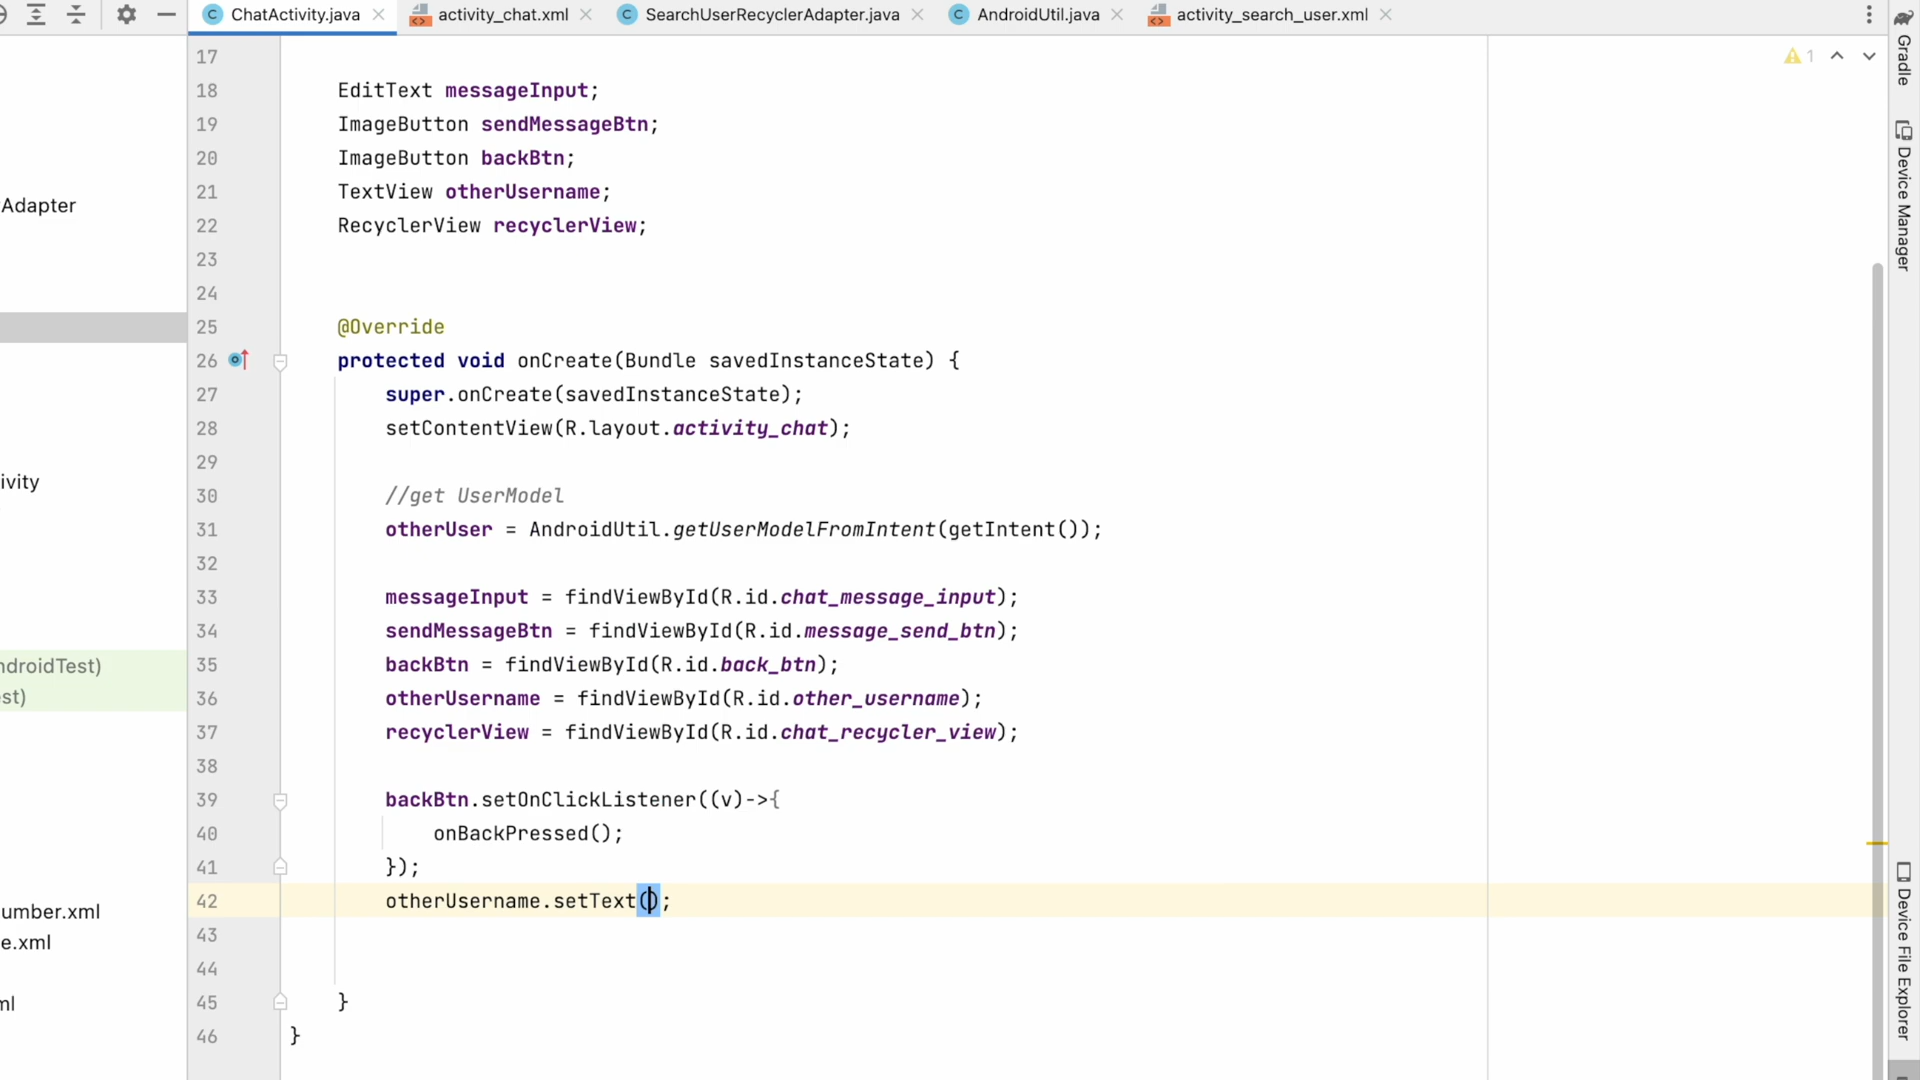 ChatActivity.java activity_chat.xml SearchUserRecyclerAdapter.java AndroidUtil.java activity_search_user.xml
1
Gradle
Device Manager
Device File Explorer
Adapter
ivity
ndroidTest)
st)
umber.xml
e.xml
ml
17
18 EditText messageInput;
19 ImageButton sendMessageBtn;
20 ImageButton backBtn;
21 TextView otherUsername;
22 RecyclerView recyclerView;
23
24
25 @Override
26 protected void onCreate(Bundle savedInstanceState) {
27 super.onCreate(savedInstanceState);
28 setContentView(R.layout.activity_chat);
29
30 //get UserModel
31 otherUser = AndroidUtil.getUserModelFromIntent(getIntent());
32
33 messageInput = findViewById(R.id.chat_message_input);
34 sendMessageBtn = findViewById(R.id.message_send_btn);
35 backBtn = findViewById(R.id.back_btn);
36 otherUsername = findViewById(R.id.other_username);
37 recyclerView = findViewById(R.id.chat_recycler_view);
38
39 backBtn.setOnClickListener((v)->{
40 onBackPressed();
41 });
42 otherUsername.setText();
43
44
45 }
46 }